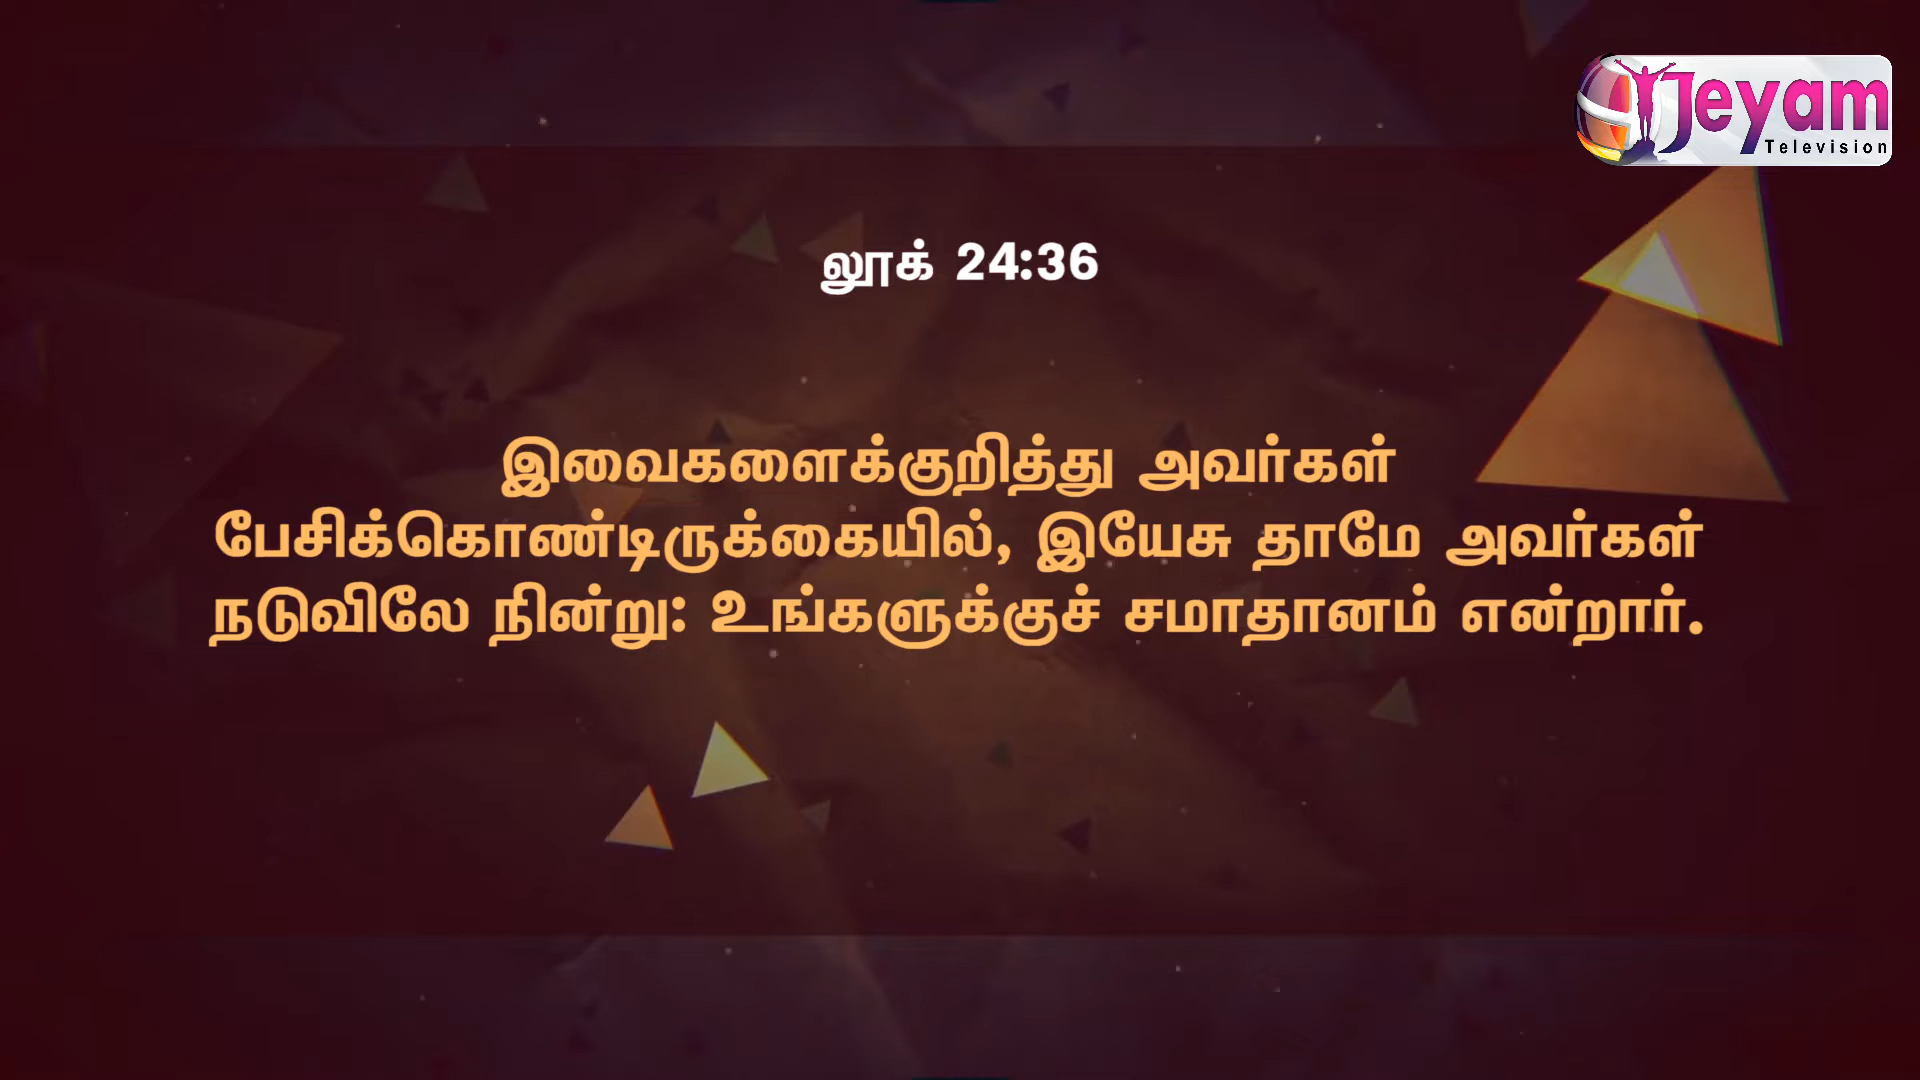 Jeyam
Television
லூக் 24:36
இவைகளைக்குறித்து அவர்கள்
பேசிக்கொண்டிருக்கையில், இயேசு தாமே அவர்கள்
நடுவிலே நின்று: உங்களுக்குச் சமாதானம் என்றார்.